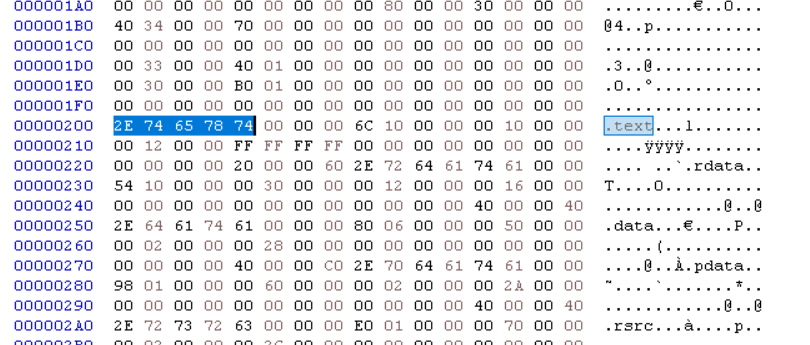 000001A0 00 00 00 00 00 00 00 00 80 00 00 00 30 00 00 00 .........€..0...
000001B0 40 34 00 00 70 00 00 00 00 00 00 00 00 00 00 00 @4..p...........
000001C0 00 00 00 00 00 00 00 00 00 00 00 00 00 00 00 00 ................
000001D0 00 33 00 00 40 01 00 00 00 00 00 00 00 00 00 00 .3..@...........
000001E0 00 30 00 00 B0 01 00 00 00 00 00 00 00 00 00 00 .0..°...........
000001F0 00 00 00 00 00 00 00 00 00 00 00 00 00 00 00 00 ................
00000200 2E 74 65 78 74 00 00 00 6C 10 00 00 00 10 00 00 .text...l.......
00000210 00 12 00 00 FF FF FF FF 00 00 00 00 00 00 00 00 ....ÿÿÿÿ........
00000220 00 00 00 00 20 00 00 60 2E 72 64 61 74 61 00 00 .... ..`.rdata..
00000230 54 10 00 00 00 30 00 00 00 12 00 00 00 16 00 00 T....0..........
00000240 00 00 00 00 00 00 00 00 00 00 00 00 40 00 00 40 ............@..@
00000250 2E 64 61 74 61 00 00 00 80 06 00 00 00 50 00 00 .data...€....P..
00000260 00 02 00 00 00 28 00 00 00 00 00 00 00 00 00 00 .....(..........
00000270 00 00 00 00 40 00 00 C0 2E 70 64 61 74 61 00 00 ....@..À.pdata..
00000280 98 01 00 00 00 60 00 00 00 02 00 00 00 2A 00 00 ˜....`.......*..
00000290 00 00 00 00 00 00 00 00 00 00 00 00 40 00 00 40 ............@..@
000002A0 2E 72 73 72 63 00 00 00 E0 01 00 00 00 70 00 00 .rsrc...à....p..